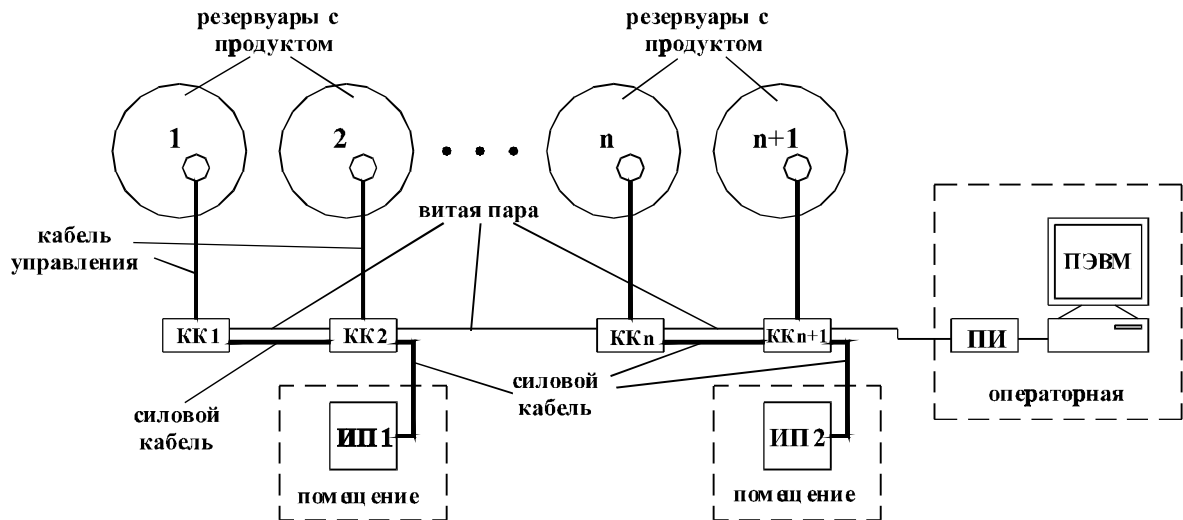 резервуары с
продуктом
резервуары с
продуктом
1
2
n
n+1
витая пара
кабель
управления
ПЭВМ
КК1
КК2
ККn
ККn+1
ПИ
силовой
кабель
силовой
кабель
операторная
ИП1
ИП2
помещение
помещение